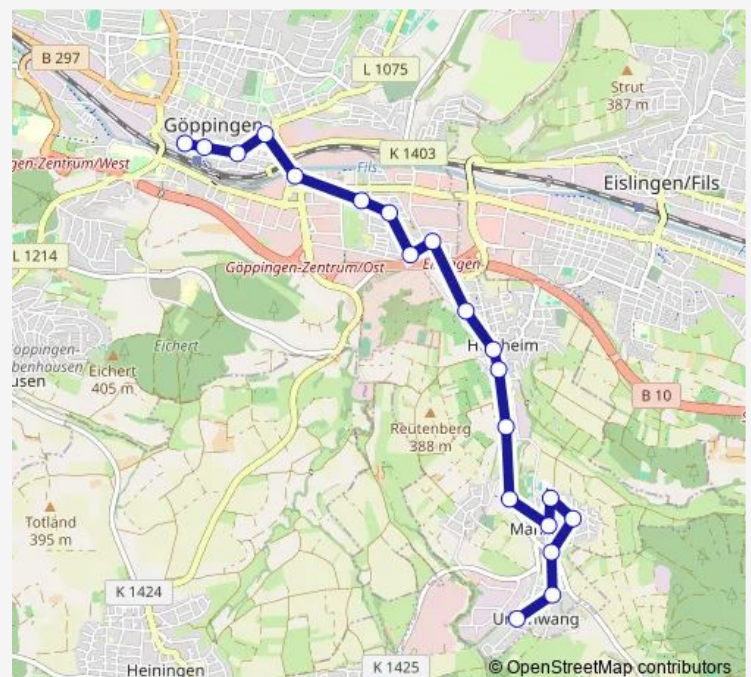 B 297
L 1075
Strut
387 m
Göppingen
K 1403
Fils
gen-Zentrum/West
Eislingen/Fils
L 1214
Göppingen-Zentrum/Ost
Eichert
Eichert
405 m
B 10
Reutenberg
388 m
Totland
395 m
K 1424
Heiningen
K 1425
© OpenStreetMap contributors